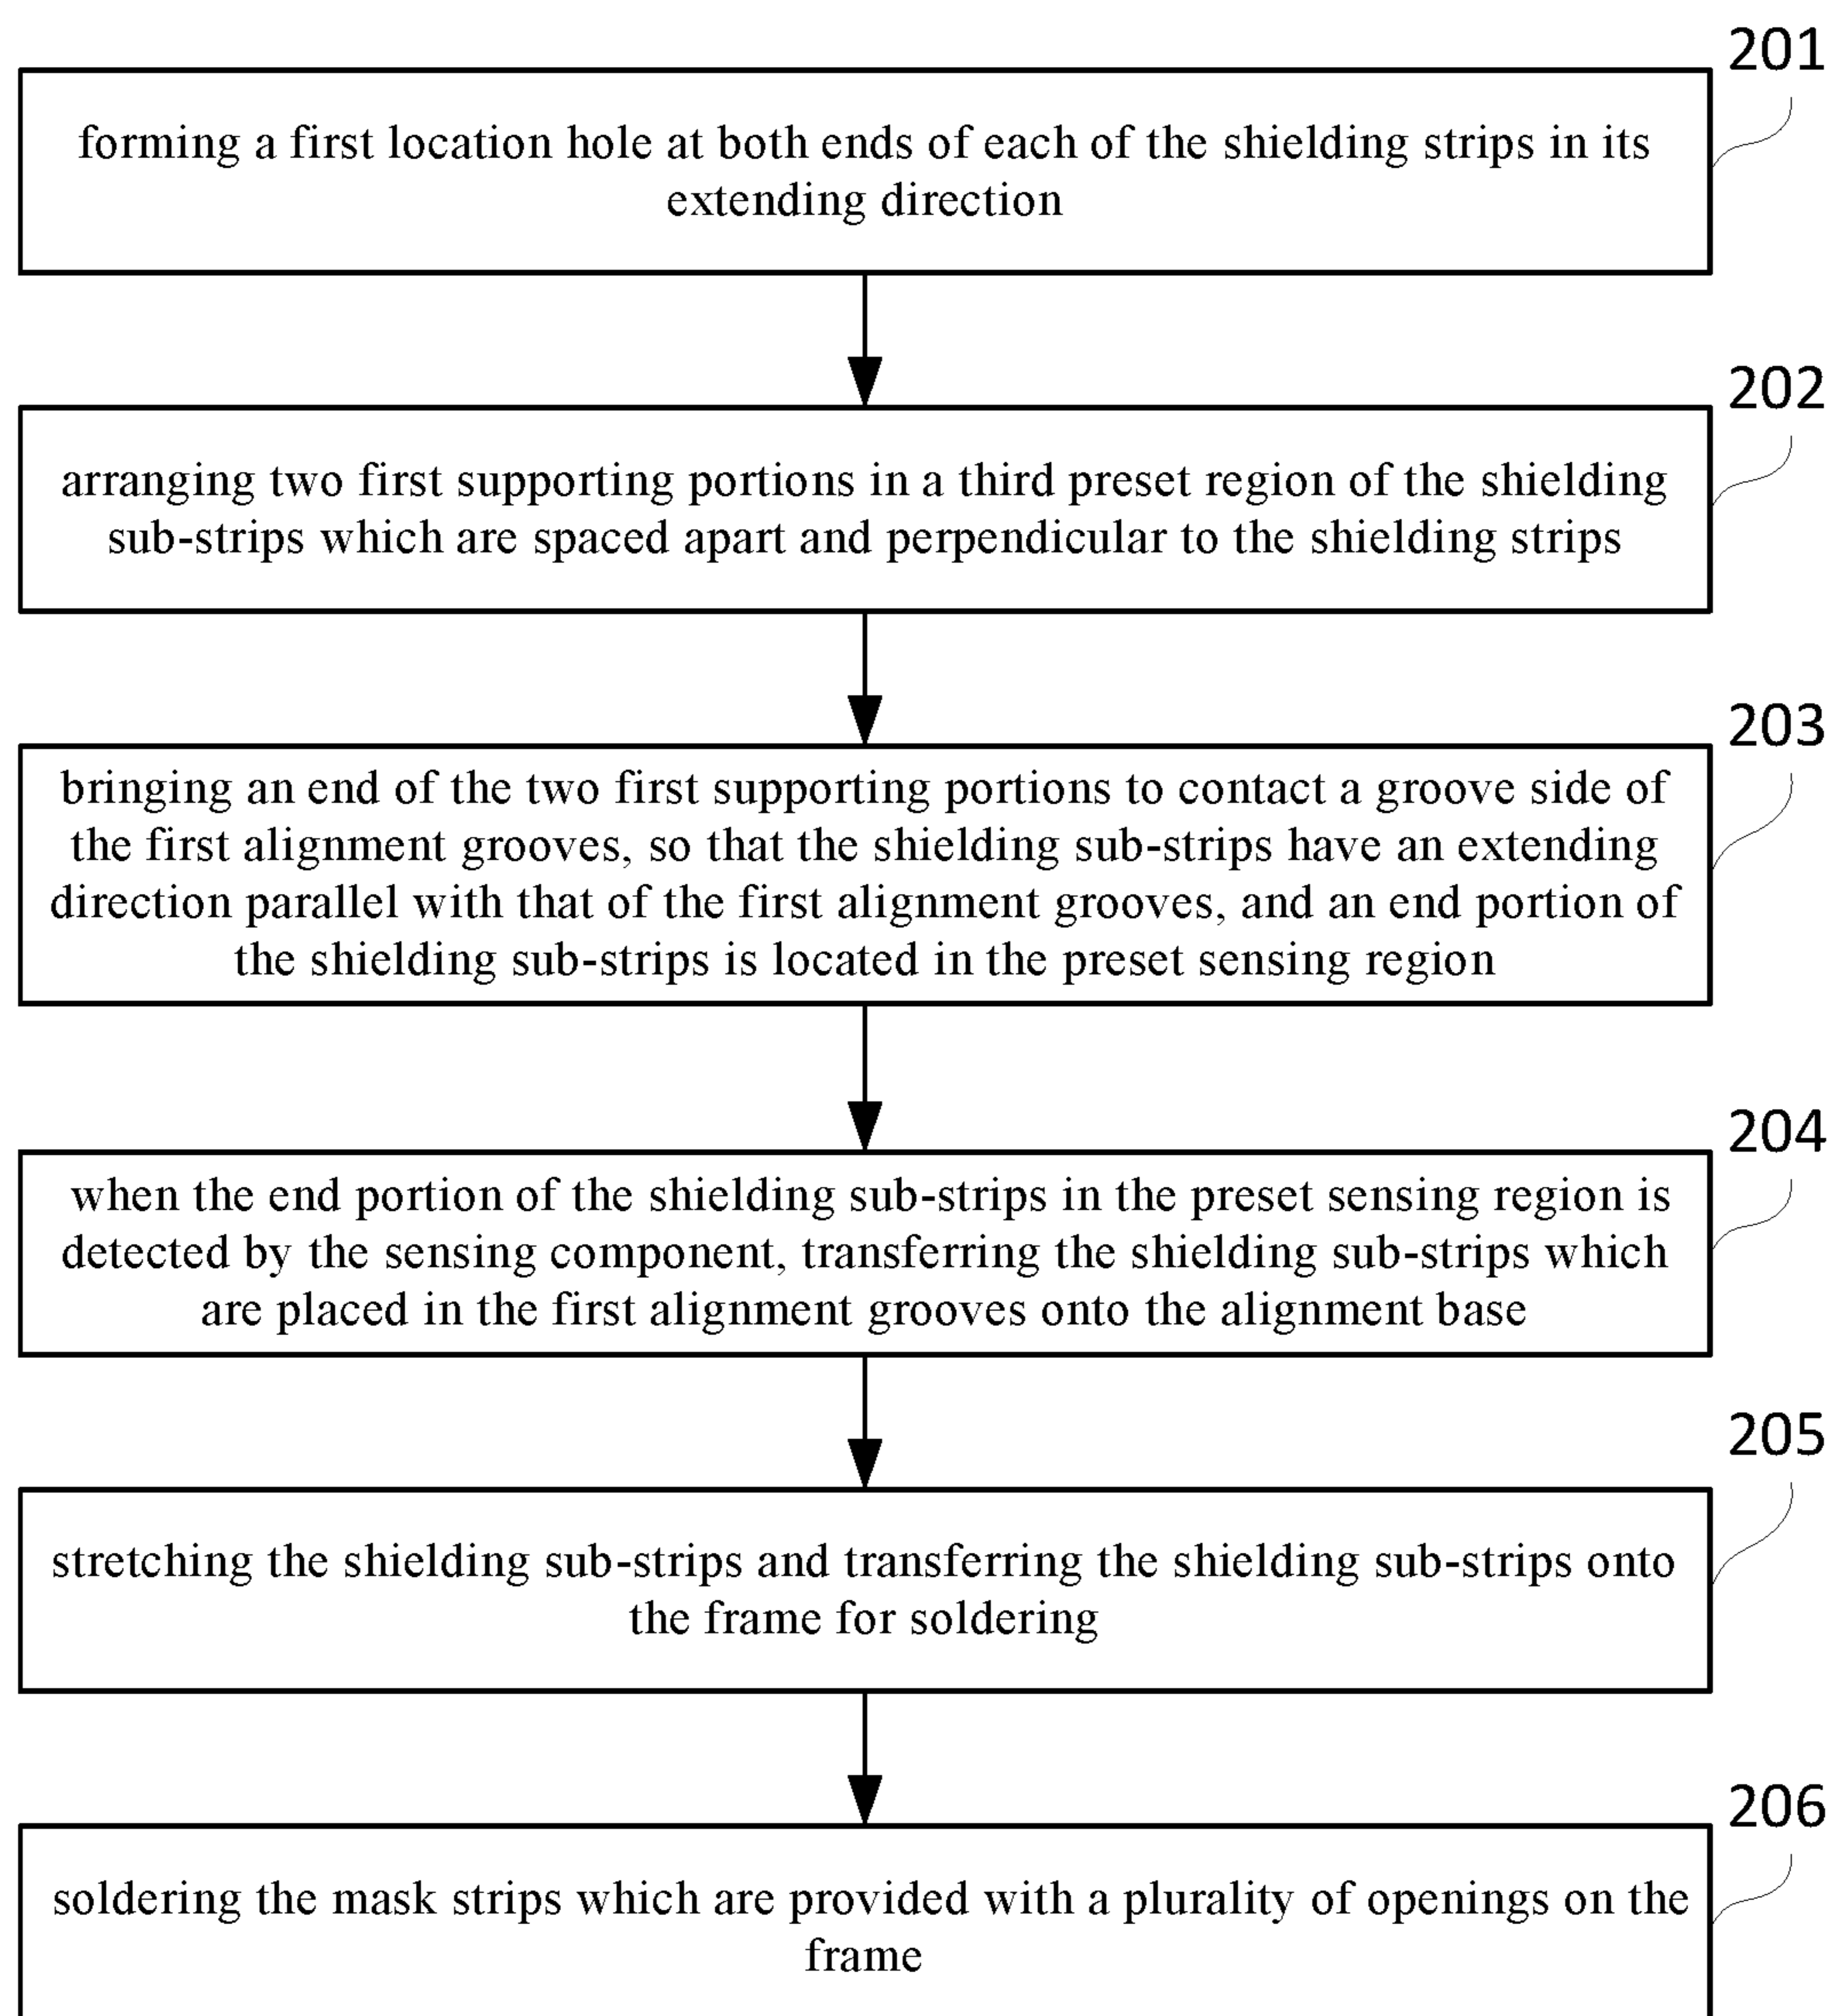 201
forming a first location hole at both ends of each of the shielding strips in its
extending direction
202
arranging two first supporting portions in a third preset region of the shielding
sub-strips which are spaced apart and perpendicular to the shielding strips
203
bringing an end of the two first supporting portions to contact a groove side of
the first alignment grooves, so that the shielding sub-strips have an extending
direction parallel with that of the first alignment grooves, and an end portion of
the shielding sub-strips is located in the preset sensing region
204
when the end portion of the shielding sub-strips in the preset sensing region is
detected by the sensing component, transferring the shielding sub-strips which
are placed in the first alignment grooves onto the alignment base
205
stretching the shielding sub-strips and transferring the shielding sub-strips onto
the frame for soldering
206
soldering the mask strips which are provided with a plurality of openings on the
frame